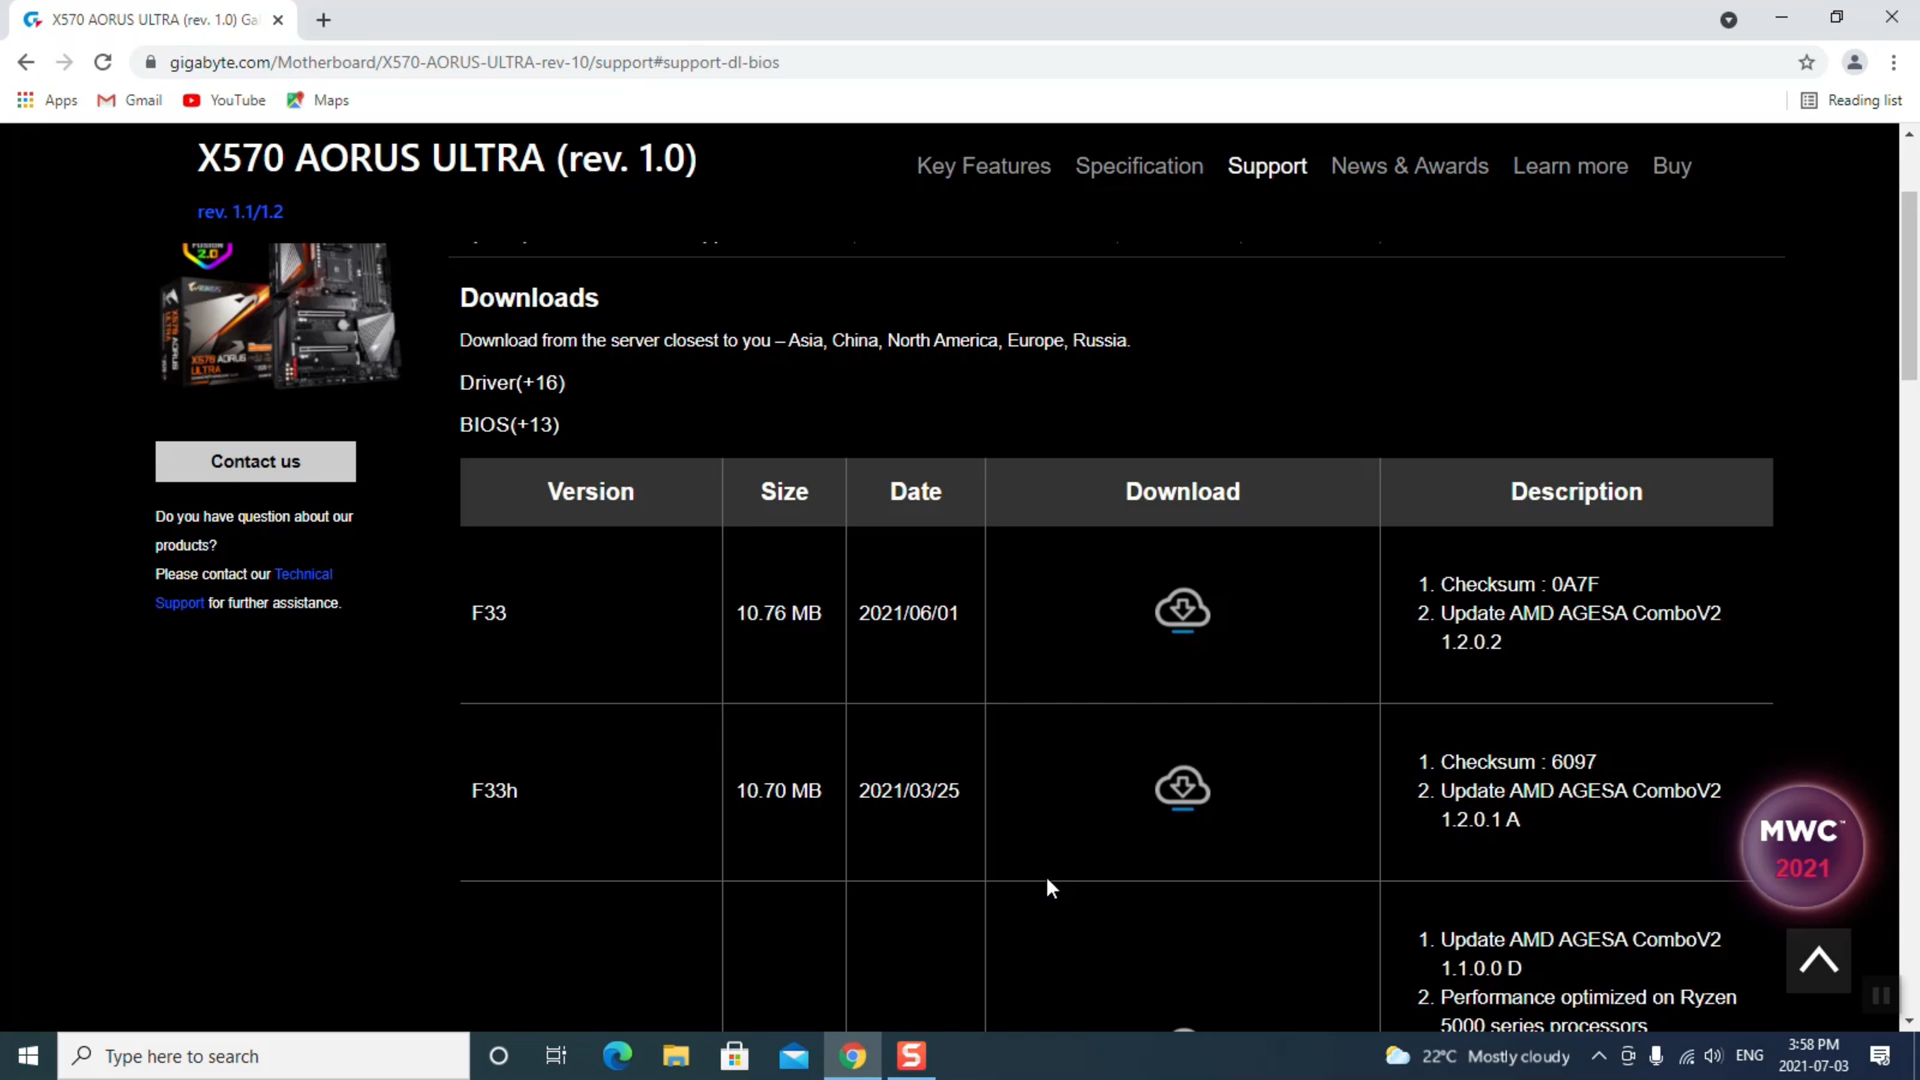 X570 AORUS ULTRA (rev. 1.0) Ga
gigabyte.com/Motherboard/X570-AORUS-ULTRA-rev-10/support#support-dl-bios
Apps Gmail YouTube Maps Reading list
X570 AORUS ULTRA (rev. 1.0)
Key Features Specification Support News & Awards Learn more Buy
rev. 1.1/1.2
2.0
AORUS
X570 AORUS
ULTRA
Downloads
Download from the server closest to you – Asia, China, North America, Europe, Russia.
Driver(+16)
BIOS(+13)
Contact us
Do you have question about our
products?
Please contact our Technical
Support for further assistance.
Version Size Date Download Description
F33 10.76 MB 2021/06/01
1. Checksum : 0A7F
2. Update AMD AGESA ComboV2
1.2.0.2
F33h 10.70 MB 2021/03/25
1. Checksum : 6097
2. Update AMD AGESA ComboV2
1.2.0.1 A
MWC™
2021
1. Update AMD AGESA ComboV2
1.1.0.0 D
2. Performance optimized on Ryzen
5000 series processors
Type here to search
22°C Mostly cloudy
ENG
3:58 PM
2021-07-03